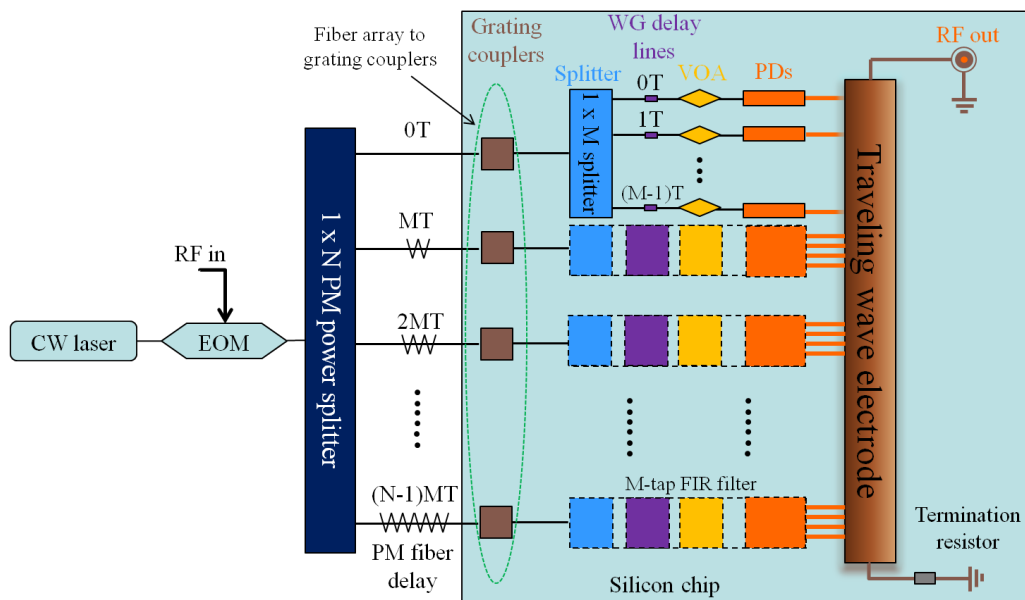 Fiber array to
grating couplers
Grating
couplers
WG delay
lines
Splitter
VOA
PDs
RF out
0T
0T
1T
(M-1)T
1 x M splitter
MT
RF in
2MT
CW laser
EOM
1 x N PM power
splitter
Traveling wave electrode
(N-1)MT
M-tap FIR filter
PM fiber
delay
Termination
resistor
Silicon chip